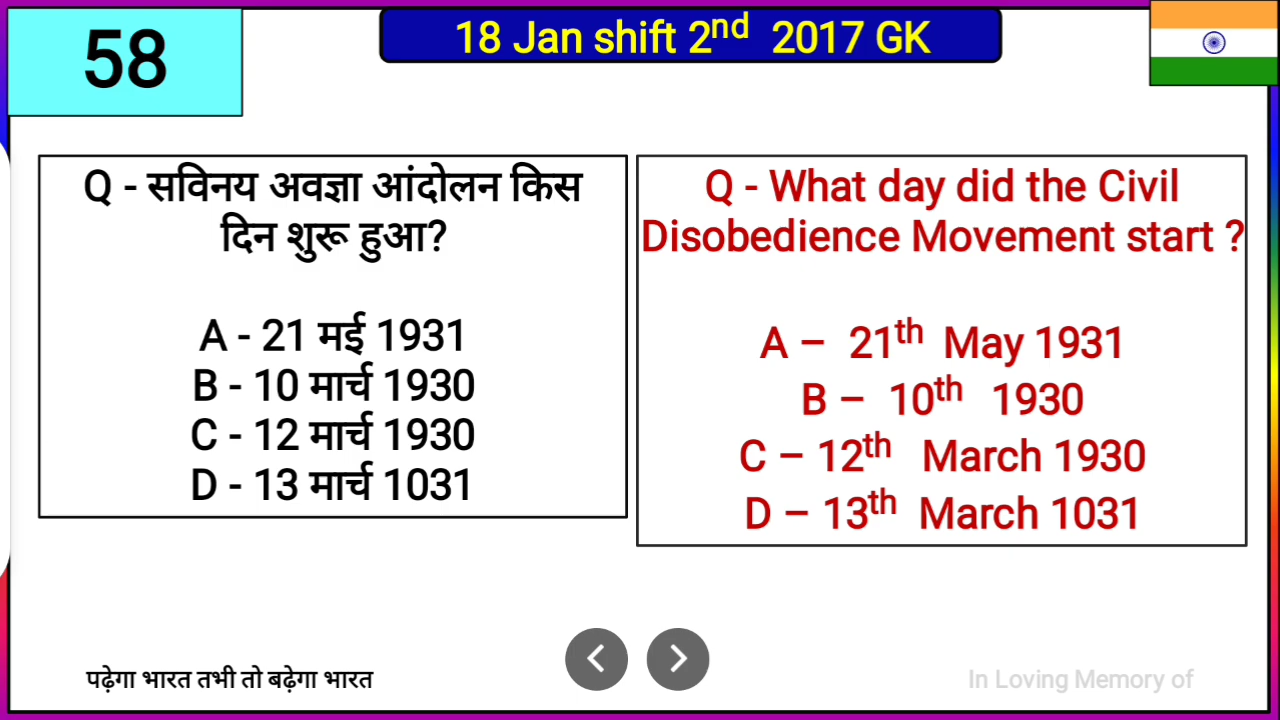 58
18 Jan shift 2nd 2017 GK
Q - सविनय अवज्ञा आंदोलन किस
दिन शुरू हुआ?
A - 21 मई 1931
B - 10 मार्च 1930
C - 12 मार्च 1930
D - 13 मार्च 1031
Q - What day did the Civil
Disobedience Movement start ?
A – 21th May 1931
B – 10th 1930
C – 12th March 1930
D – 13th March 1031
पढ़ेगा भारत तभी तो बढ़ेगा भारत
In Loving Memory of